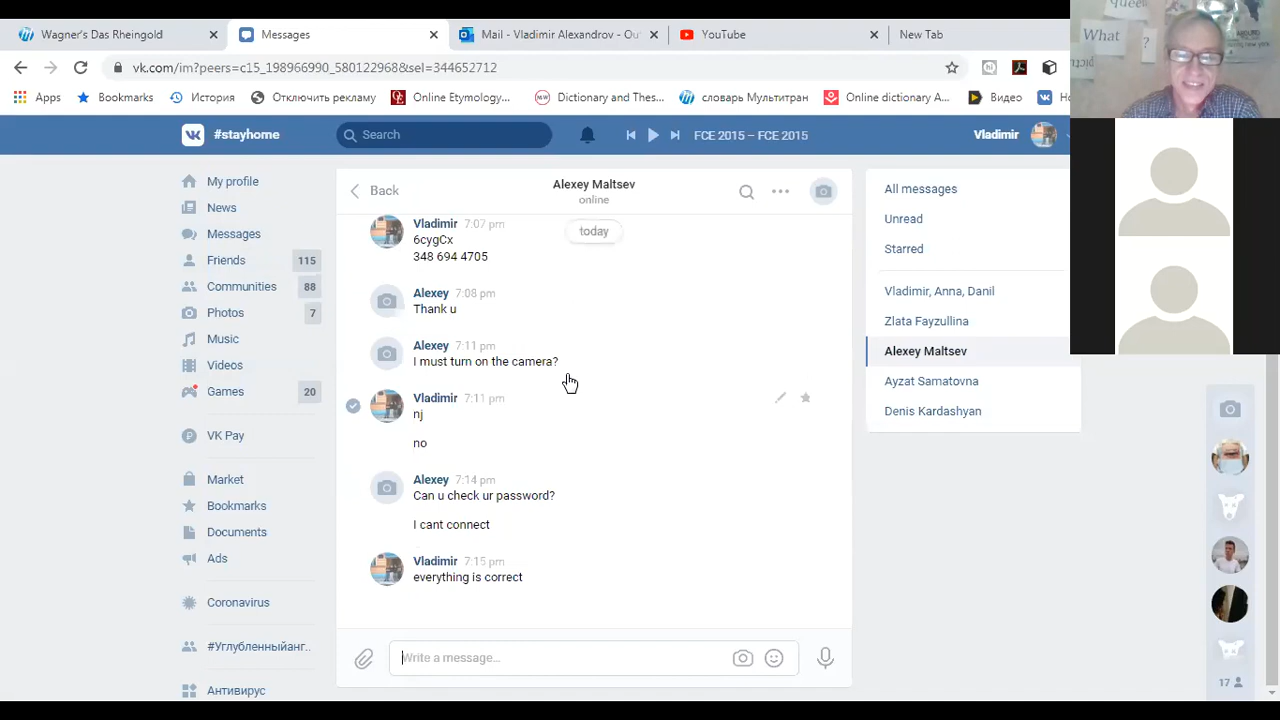 Wagner's Das Rheingold
Messages
Mail - Vladimir Alexandrov - Ou
YouTube
New Tab
vk.com/im?peers=c15_198966990_580122968&sel=344652712
Apps
Bookmarks
История
Отключить рекламу
Online Etymology...
Dictionary and Thes...
словарь Мультитран
Online dictionary A...
Видео
#stayhome
Search
FCE 2015 – FCE 2015
Vladimir
My profile
News
Messages
Friends 115
Communities 88
Photos 7
Music
Videos
Games 20
VK Pay
Market
Bookmarks
Documents
Ads
Coronavirus
#Углубленныйанг..
Антивирус
Back
Alexey Maltsev
online
today
Vladimir 7:07 pm
6cygCx
348 694 4705
Alexey 7:08 pm
Thank u
Alexey 7:11 pm
I must turn on the camera?
Vladimir 7:11 pm
nj
no
Alexey 7:14 pm
Can u check ur password?
I cant connect
Vladimir 7:15 pm
everything is correct
Write a message...
All messages
Unread
Starred
Vladimir, Anna, Danil
Zlata Fayzullina
Alexey Maltsev
Ayzat Samatovna
Denis Kardashyan
17
What
?